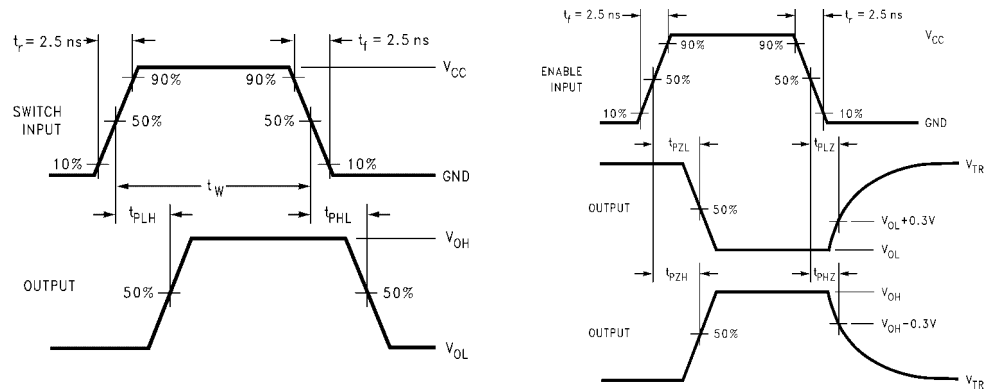 tr = 2.5 ns
tf = 2.5 ns
VCC
90%
90%
SWITCH
INPUT
50%
50%
10%
10%
GND
tW
tPLH
tPHL
VOH
OUTPUT
50%
50%
VOL
tf = 2.5 ns
tr = 2.5 ns
VCC
90%
90%
ENABLE
INPUT
50%
50%
10%
10%
GND
tPZL
tPLZ
VTR
OUTPUT
50%
VOL+0.3V
VOL
tPZH
tPHZ
VOH
VOH−0.3V
OUTPUT
50%
VTR